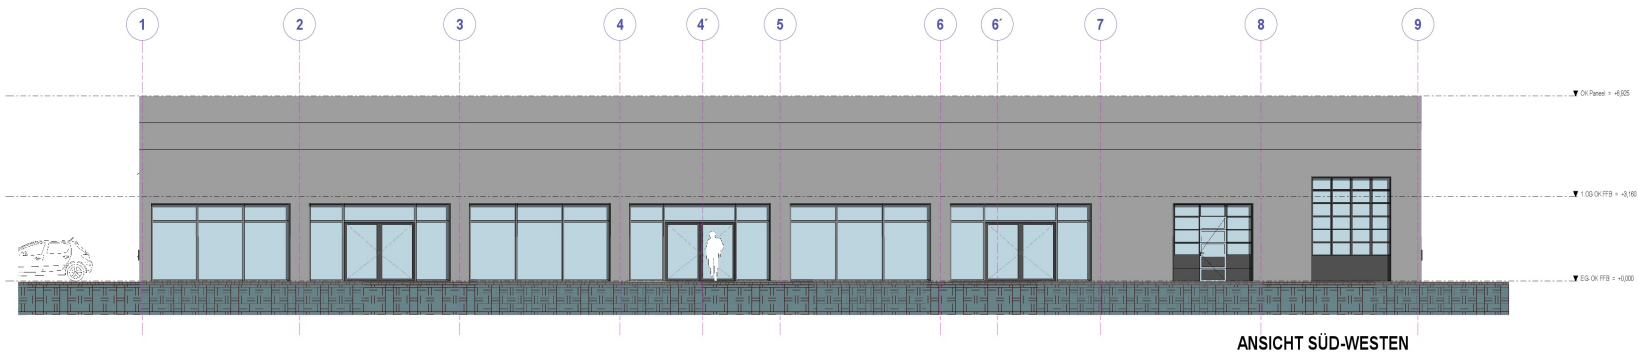 1 2 3 4 4´ 5 6 6´ 7 8 9
OK Paneel = +6,925
1.OG OK FFB = +3,160
EG OK FFB = +0,000
ANSICHT SÜD-WESTEN